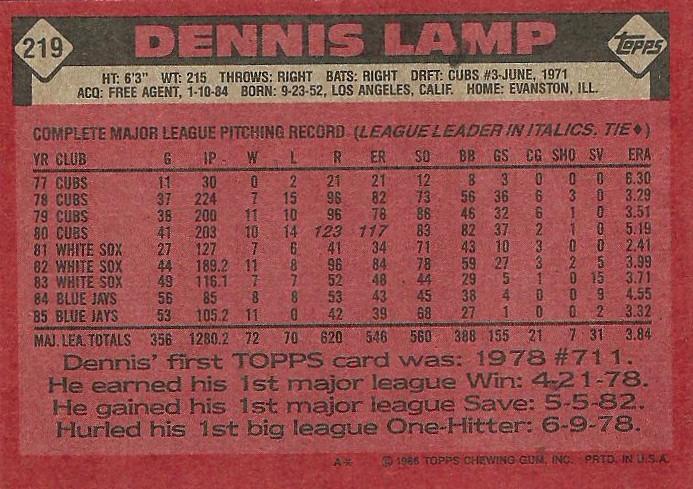 219 DENNIS LAMP Topps
HT: 6'3" WT: 215 THROWS: RIGHT BATS: RIGHT DRFT: CUBS #3-JUNE, 1971
ACQ: FREE AGENT, 1-10-84 BORN: 9-23-52, LOS ANGELES, CALIF. HOME: EVANSTON, ILL.
COMPLETE MAJOR LEAGUE PITCHING RECORD (LEAGUE LEADER IN ITALICS, TIE♦)
YR CLUB G IP W L R ER SO BB GS CG SHO SV ERA
77 CUBS 11 30 0 2 21 21 12 8 3 0 0 0 6.30
78 CUBS 37 224 7 15 96 82 73 56 36 6 3 0 3.29
79 CUBS 38 200 11 10 96 78 86 46 32 6 1 0 3.51
80 CUBS 41 203 10 14 123 117 83 82 37 2 1 0 5.19
81 WHITE SOX 27 127 7 6 41 34 71 43 10 3 0 0 2.41
82 WHITE SOX 44 189.2 11 8 96 84 78 59 27 3 2 5 3.99
83 WHITE SOX 49 116.1 7 7 52 48 44 29 5 1 0 15 3.71
84 BLUE JAYS 56 85 8 8 53 43 45 38 4 0 0 9 4.55
85 BLUE JAYS 53 105.2 11 0 42 39 68 27 1 0 0 2 3.32
MAJ. LEA. TOTALS 356 1280.2 72 70 620 546 560 388 155 21 7 31 3.84
Dennis' first TOPPS card was: 1978 #711.
He earned his 1st major league Win: 4-21-78.
He gained his 1st major league Save: 5-5-82.
Hurled his 1st big league One-Hitter: 6-9-78.
A* © 1986 TOPPS CHEWING GUM, INC. PRTD. IN U.S.A.